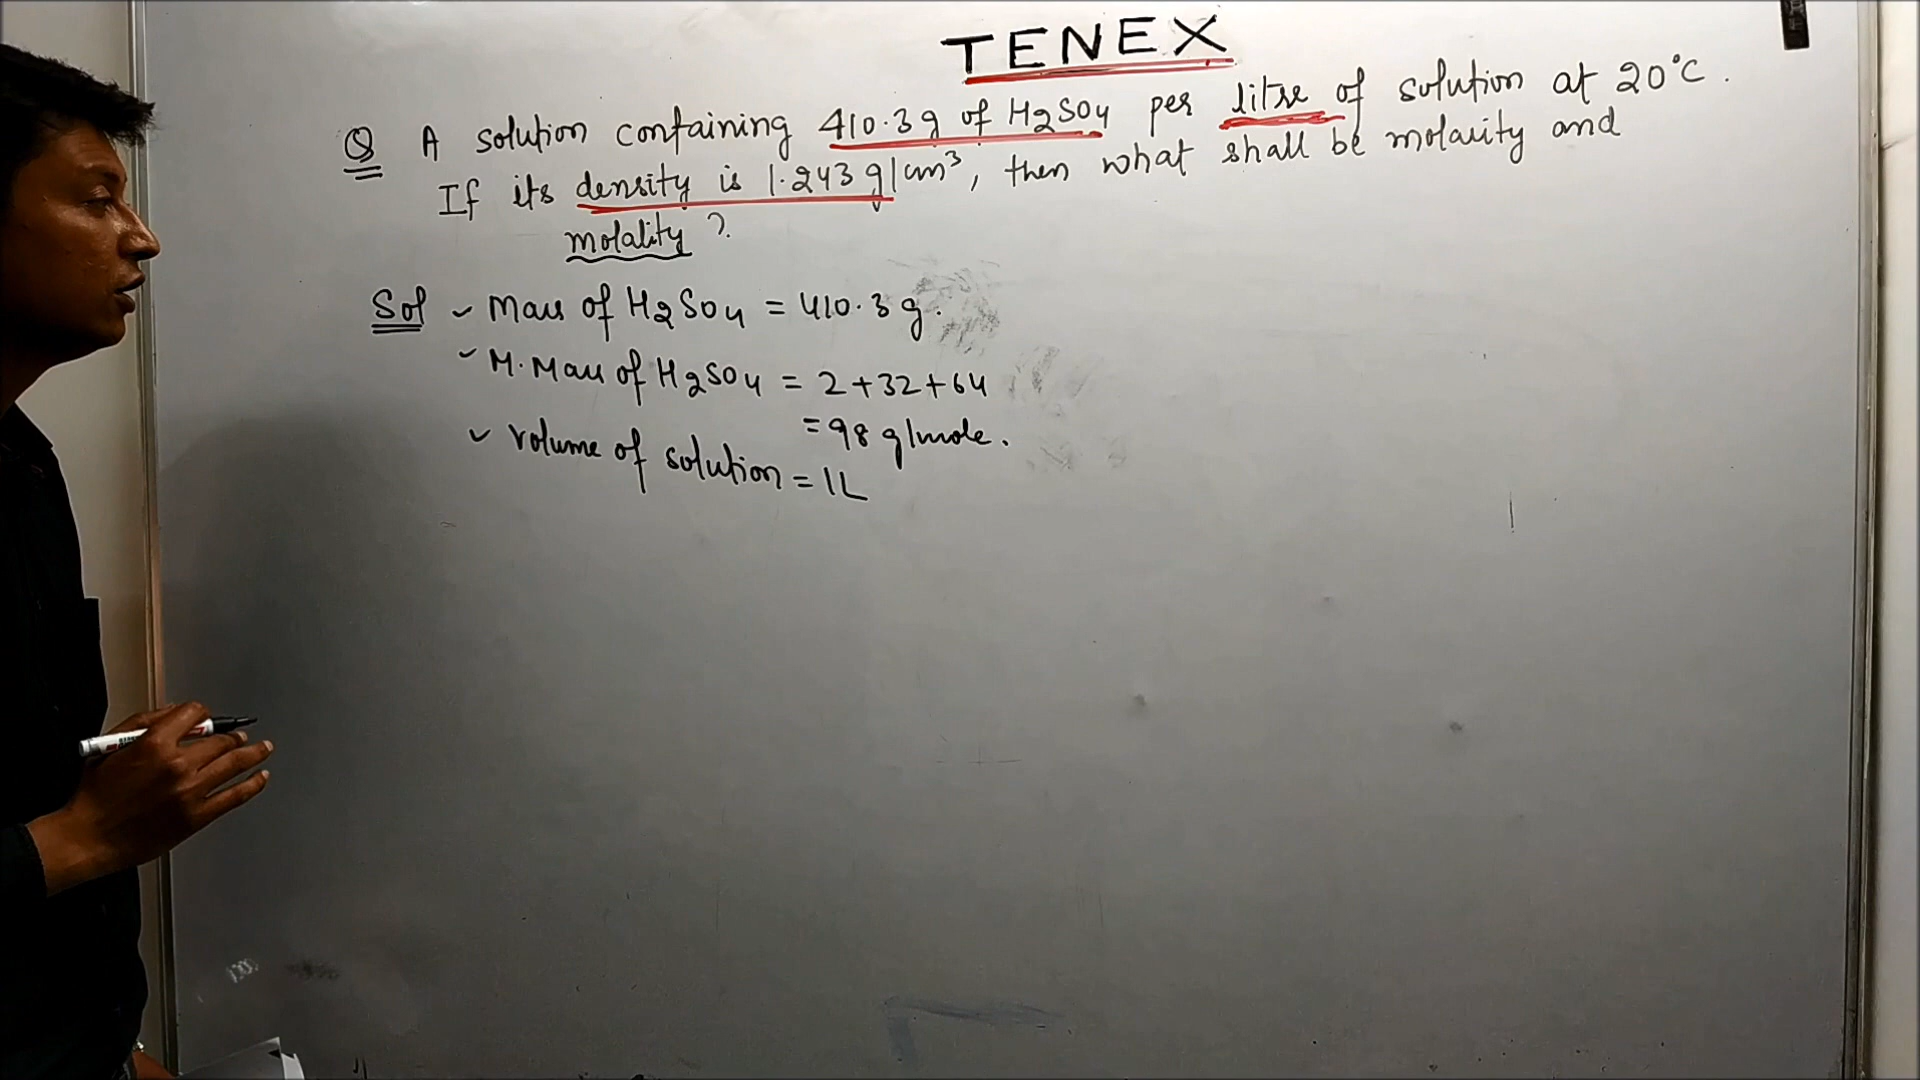 TENEX
Q A solution containing 410.3g of H2SO4 per litre of solution at 20°C.
If its density is 1.243 g/cm³, then what shall be molarity and
molality?
Sol ✓ Mass of H2SO4 = 410.3 g.
✓ M. Mass of H2SO4 = 2+32+64
= 98 g/mole.
✓ Volume of solution = 1L